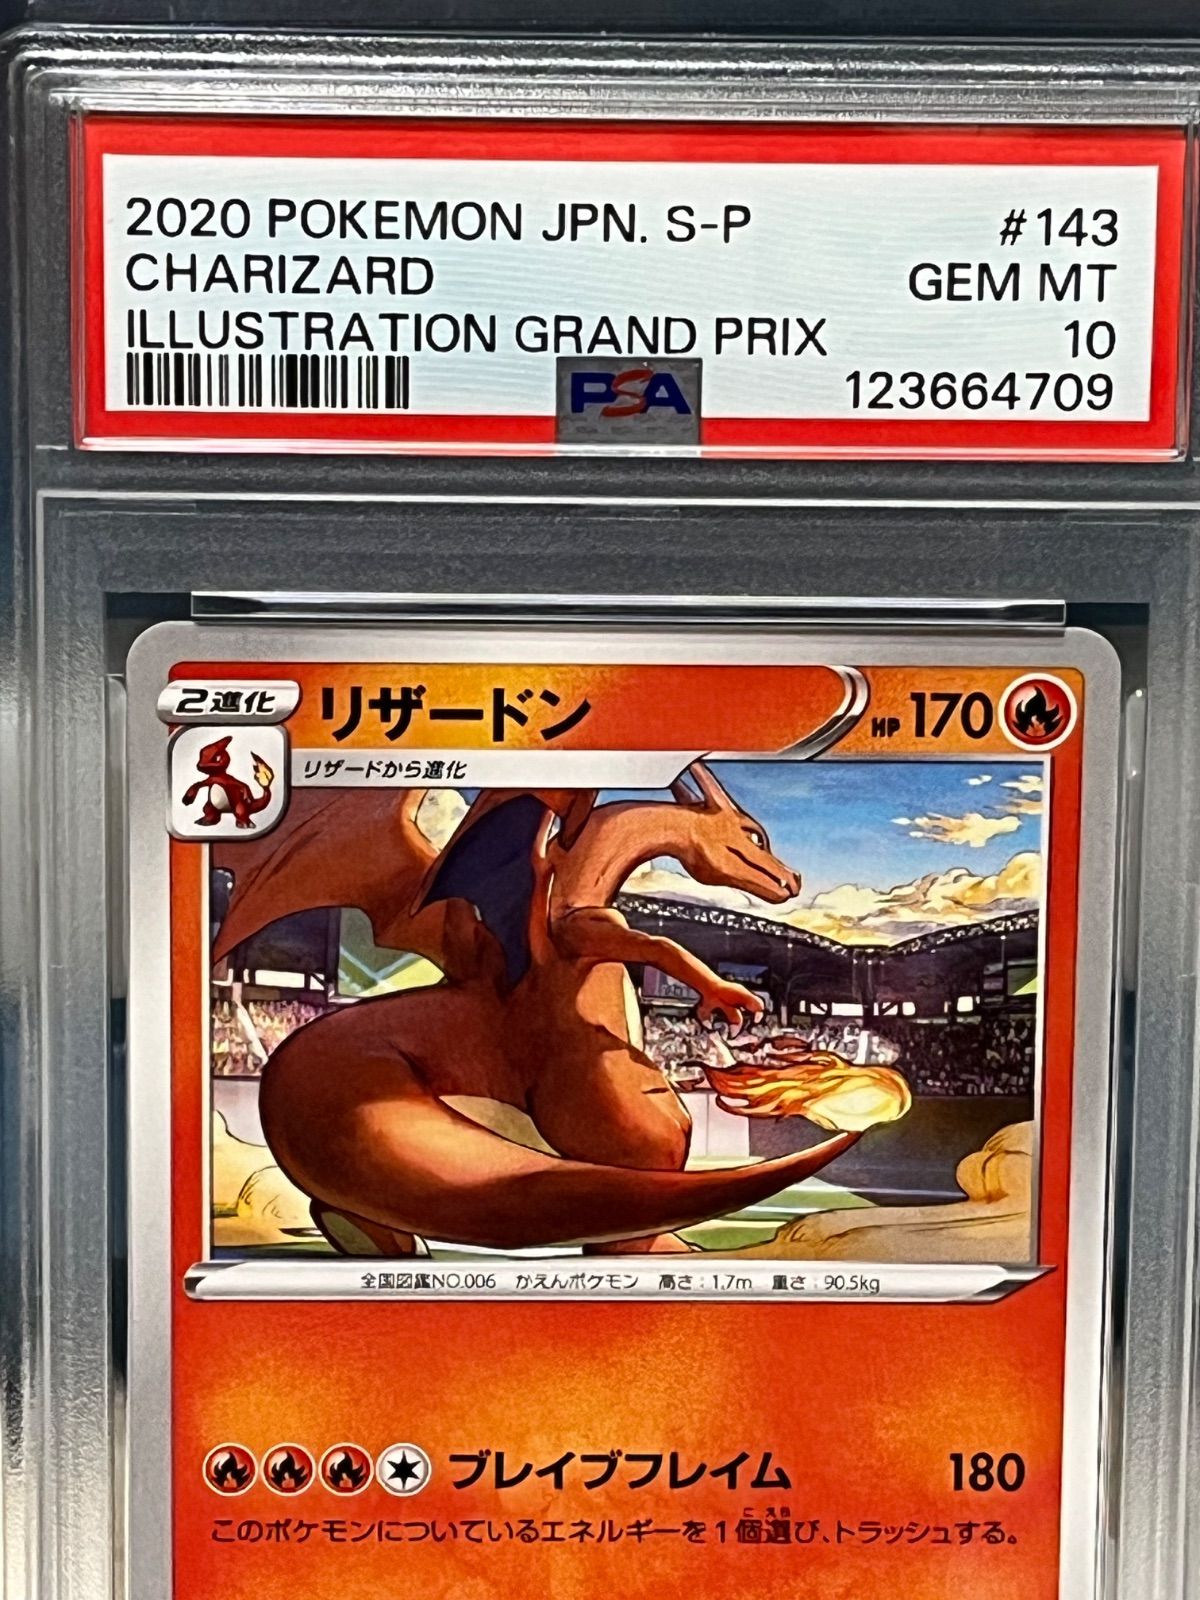 2020 POKEMON JPN. S-P #143
CHARIZARD GEM MT
ILLUSTRATION GRAND PRIX 10
PSA 123664709
2進化 リザードン HP 170
リザードから進化
全国図鑑NO.006 かえんポケモン 高さ:1.7m 重さ:90.5kg
ブレイブフレイム 180
このポケモンについているエネルギーを1個選び、トラッシュする。